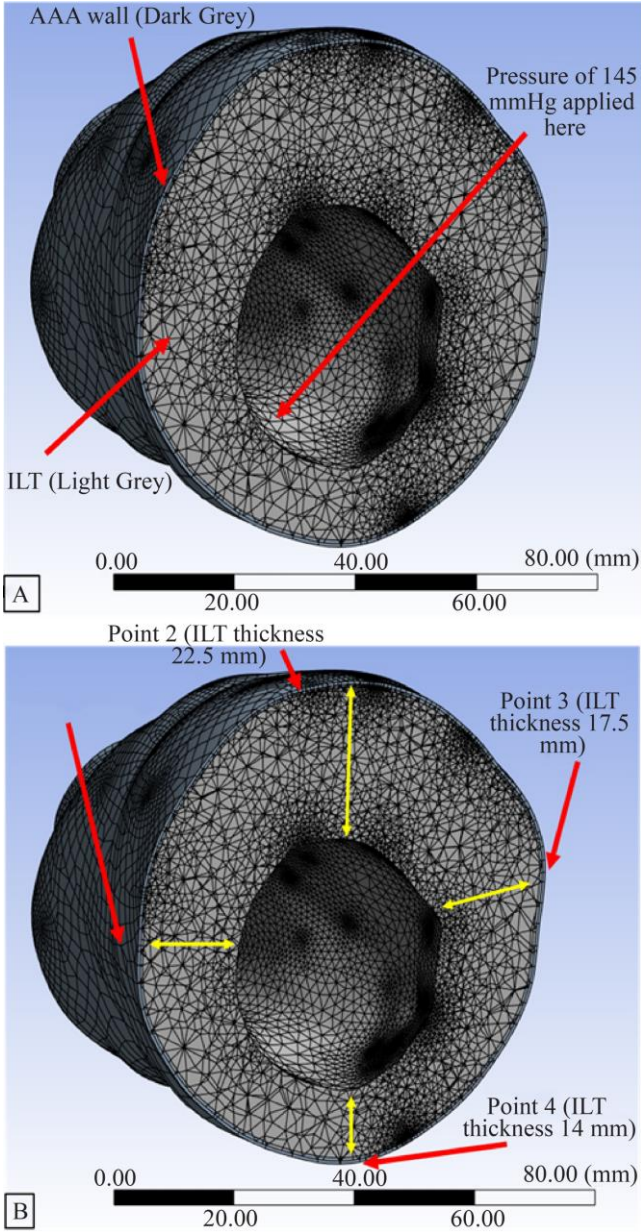 AAA wall (Dark Grey)
Pressure of 145
mmHg applied
here
ILT (Light Grey)
0.00 40.00 80.00 (mm)
20.00 60.00
A
Point 2 (ILT thickness
22.5 mm)
Point 3 (ILT
thickness 17.5
mm)
Point 4 (ILT
thickness 14 mm)
0.00 40.00 80.00 (mm)
20.00 60.00
B